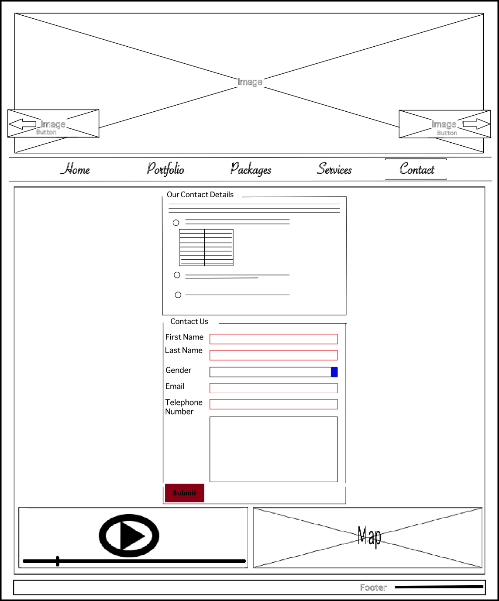 Image
Image
Button
Image
Button
Home Portfolio Packages Services Contact
Our Contact Details
Contact Us
First Name
Last Name
Gender
Email
Telephone
Number
Submit
Map
Footer